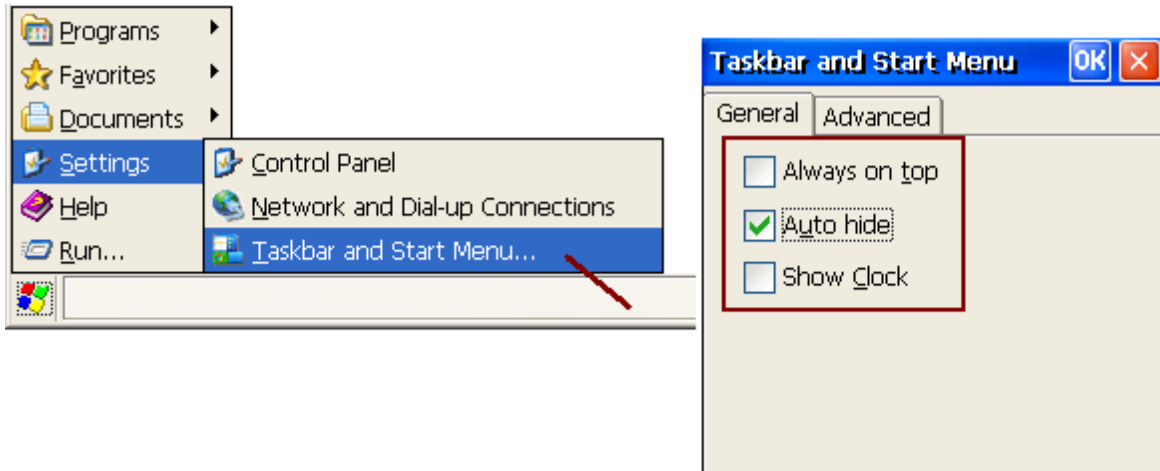 Programs
Favorites
Documents
Settings
Help
Run...
Control Panel
Network and Dial-up Connections
Taskbar and Start Menu...
Taskbar and Start Menu OK
General Advanced
Always on top
Auto hide
Show Clock